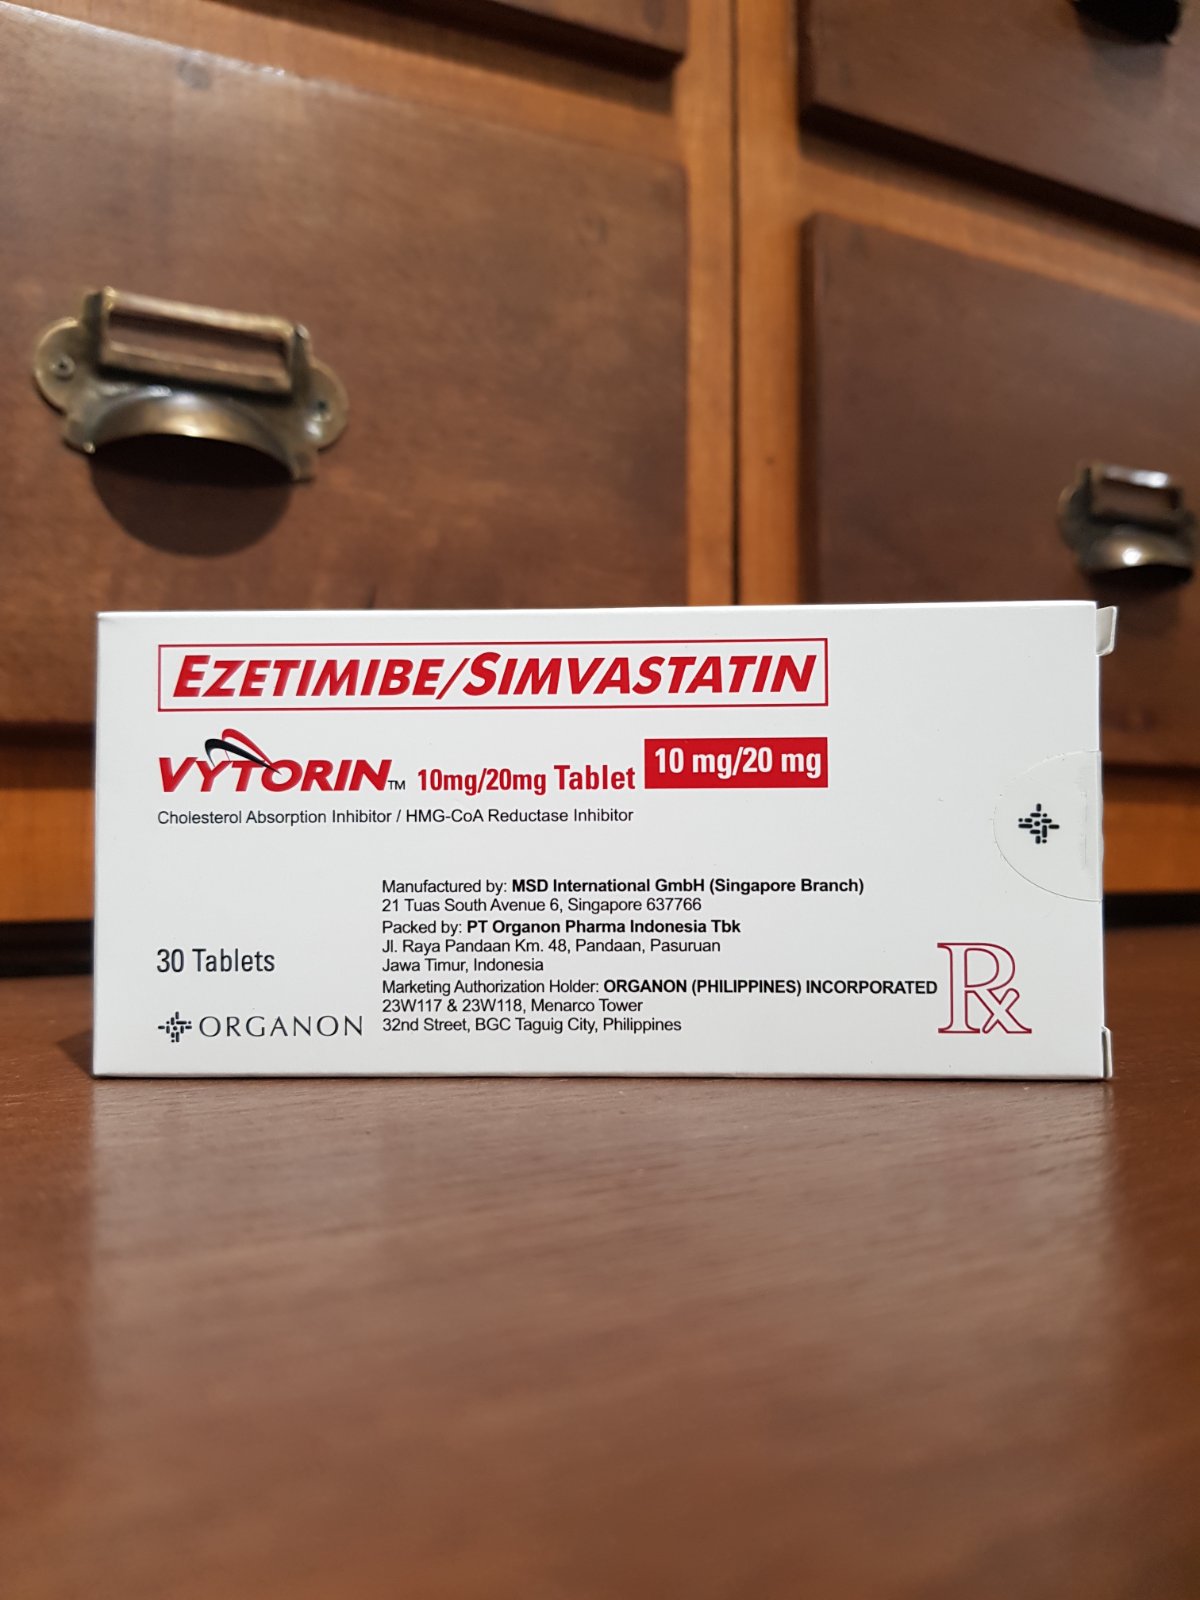 EZETIMIBE/SIMVASTATIN
VYTORIN™ 10mg/20mg Tablet 10 mg/20 mg
Cholesterol Absorption Inhibitor / HMG-CoA Reductase Inhibitor
Manufactured by: MSD International GmbH (Singapore Branch)
21 Tuas South Avenue 6, Singapore 637766
Packed by: PT Organon Pharma Indonesia Tbk
Jl. Raya Pandaan Km. 48, Pandaan, Pasuruan
Jawa Timur, Indonesia
Marketing Authorization Holder: ORGANON (PHILIPPINES) INCORPORATED
23W117 & 23W118, Menarco Tower
32nd Street, BGC Taguig City, Philippines
30 Tablets
ORGANON
Rx